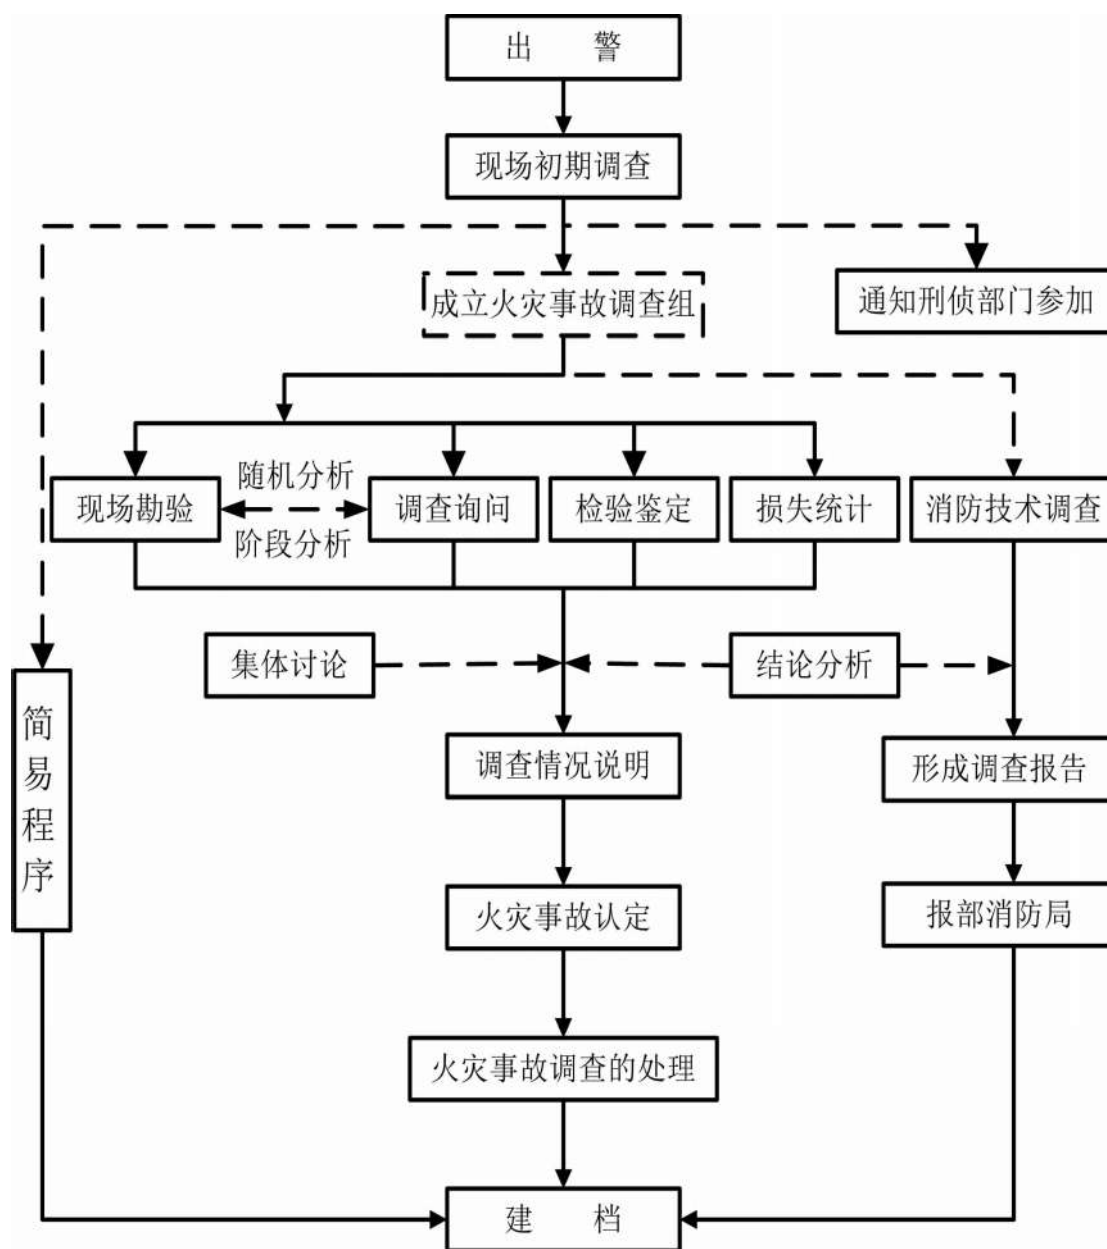 出 警
现场初期调查
成立火灾事故调查组
通知刑侦部门参加
随机分析
现场勘验
调查询问
检验鉴定
损失统计
消防技术调查
阶段分析
集体讨论
结论分析
简易程序
调查情况说明
形成调查报告
火灾事故认定
报部消防局
火灾事故调查的处理
建 档